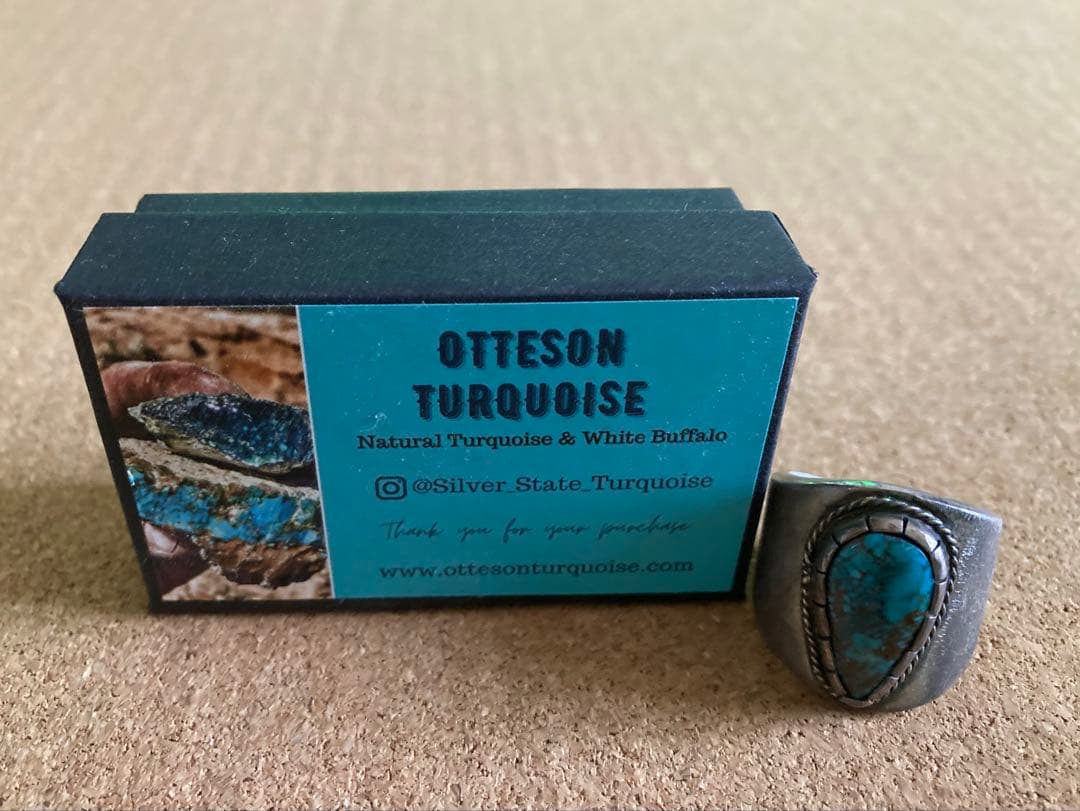 OTTESON
TURQUOISE
Natural Turquoise & White Buffalo
@Silver_State_Turquoise
Thank you for your purchase
www.ottesonturquoise.com